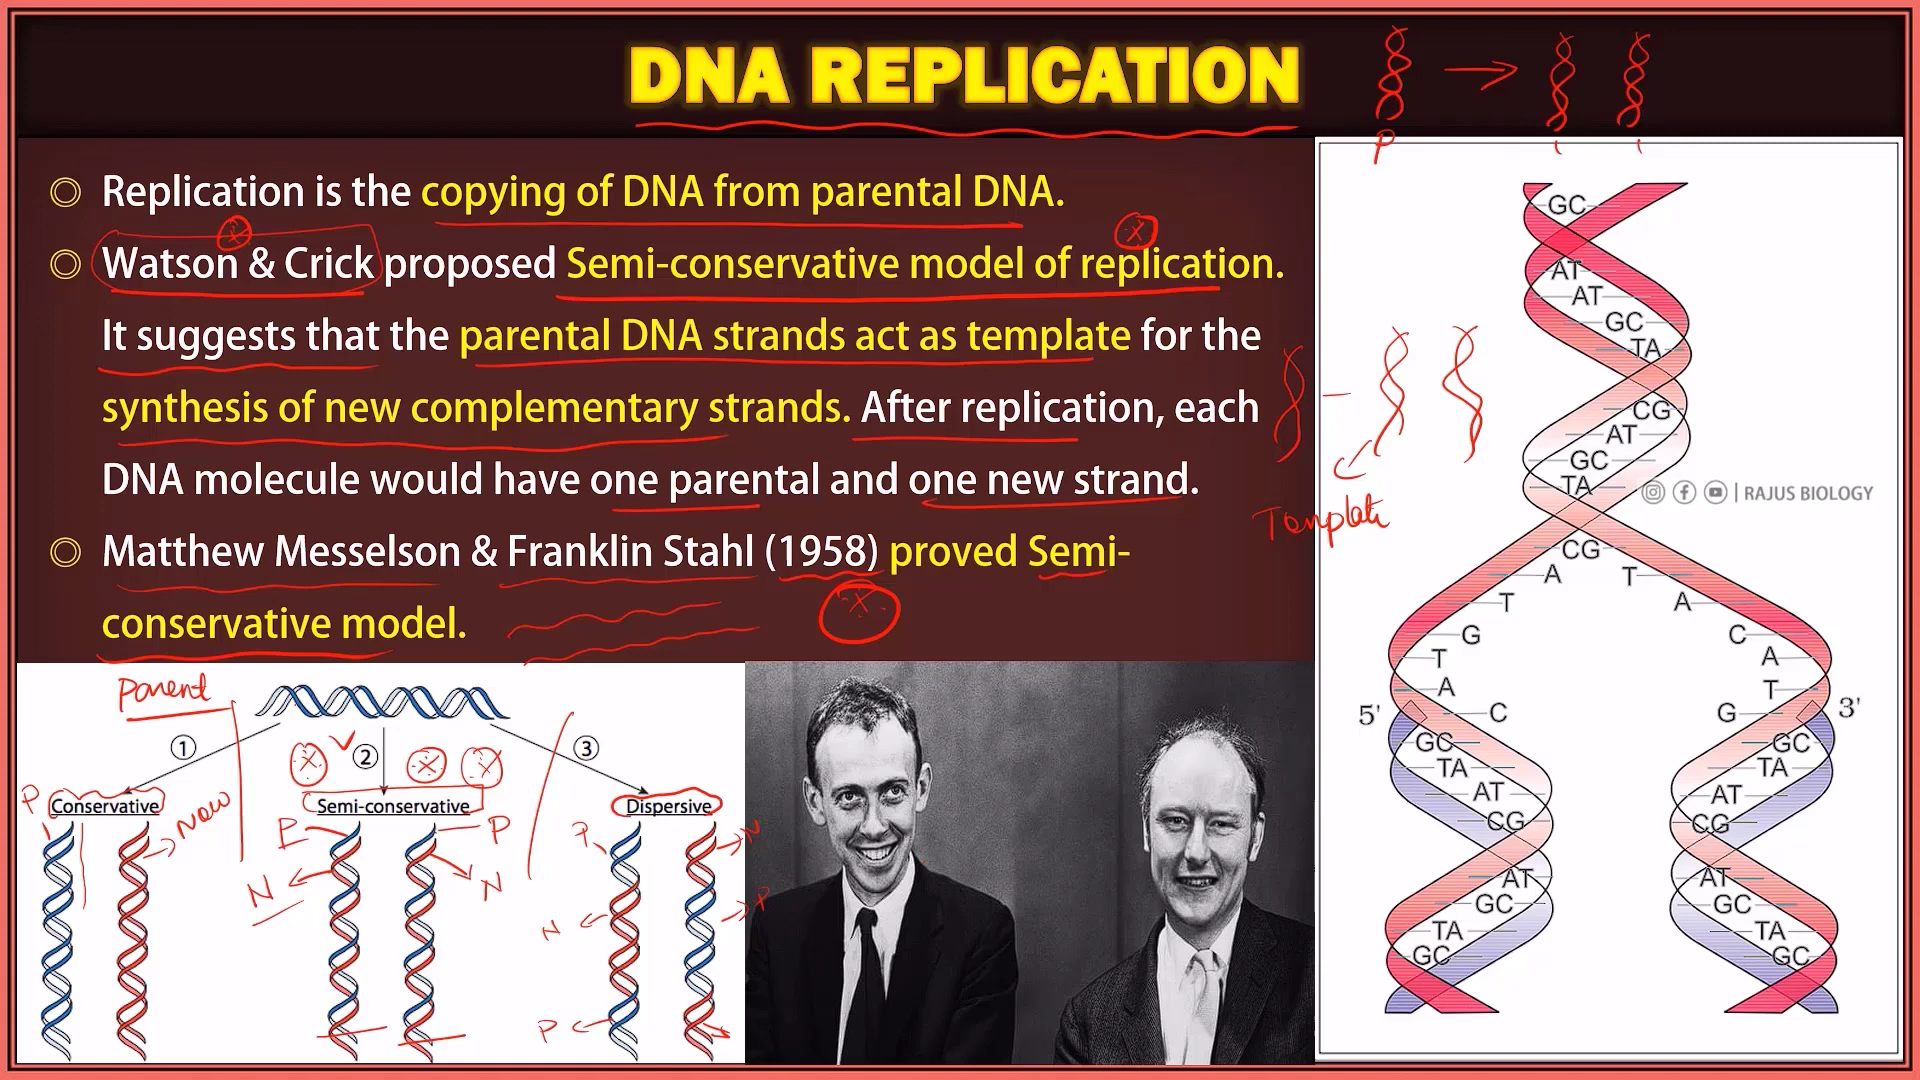 DNA REPLICATION
P
Replication is the copying of DNA from parental DNA.
Watson & Crick proposed Semi-conservative model of replication.
It suggests that the parental DNA strands act as template for the
synthesis of new complementary strands. After replication, each
DNA molecule would have one parental and one new strand.
Matthew Messelson & Franklin Stahl (1958) proved Semi-
conservative model.
Template
Parent
1
2
3
P
Conservative
New
Semi-conservative
P
P
N
N
Dispersive
P
N
N
P
P
GC
AT
AT
GC
TA
CG
AT
GC
TA
| RAJUS BIOLOGY
CG
A T
T A
G C
T A
A T
5' C G 3'
GC GC
TA TA
AT AT
CG CG
AT AT
GC GC
TA TA
GC GC